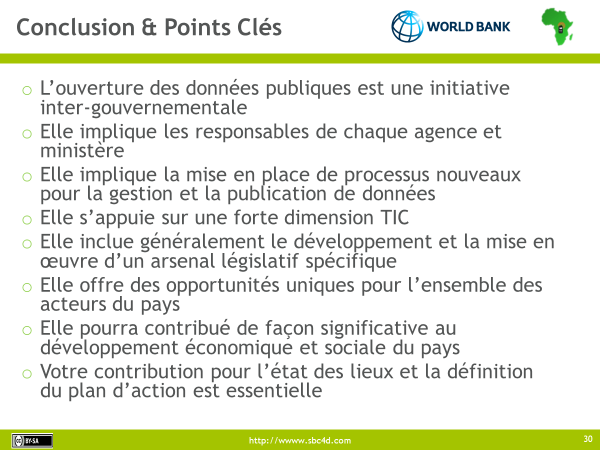 Conclusion & Points Clés
WORLD BANK
o L’ouverture des données publiques est une initiative
inter-gouvernementale
o Elle implique les responsables de chaque agence et
ministère
o Elle implique la mise en place de processus nouveaux
pour la gestion et la publication de données
o Elle s’appuie sur une forte dimension TIC
o Elle inclue généralement le développement et la mise en
œuvre d’un arsenal législatif spécifique
o Elle offre des opportunités uniques pour l’ensemble des
acteurs du pays
o Elle pourra contribué de façon significative au
développement économique et sociale du pays
o Votre contribution pour l’état des lieux et la définition
du plan d’action est essentielle
BY-SA
http://wwww.sbc4d.com
30